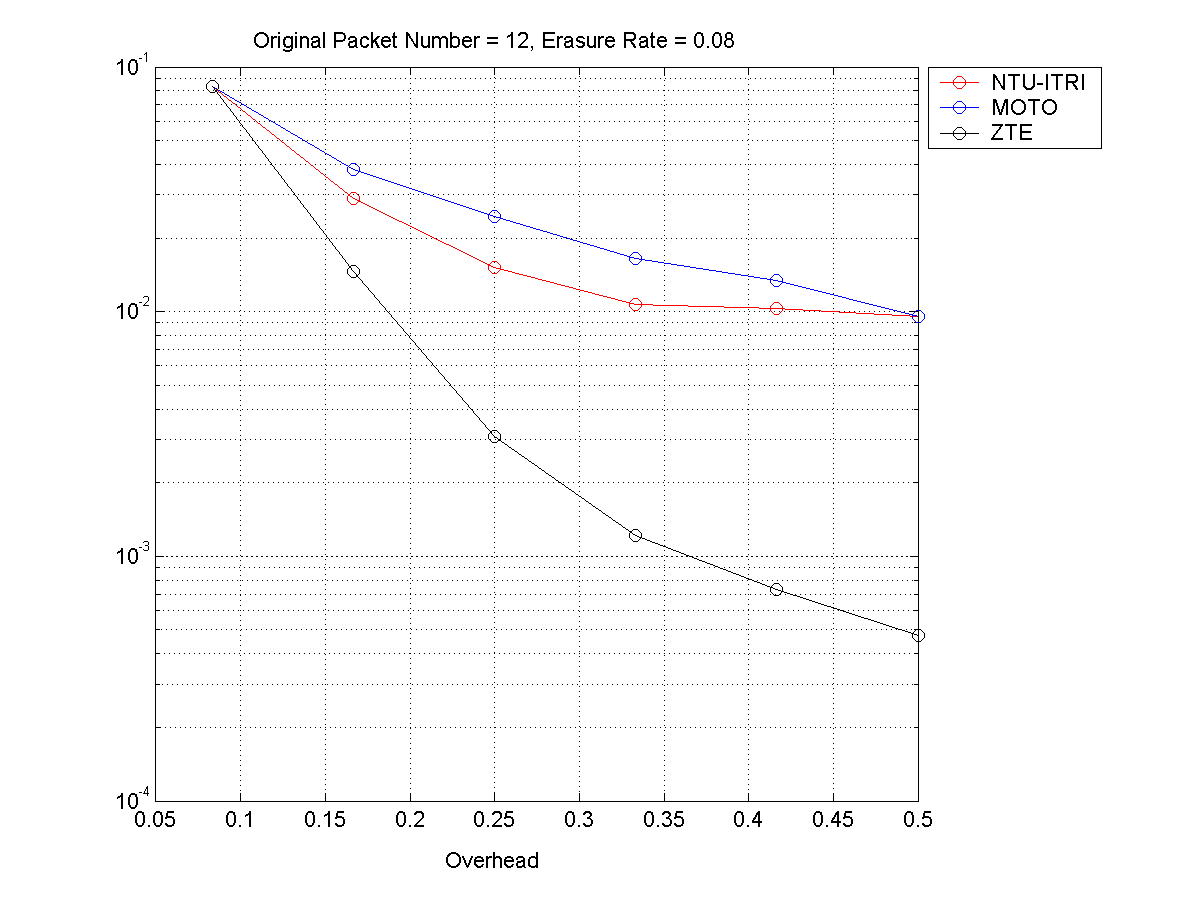 Original Packet Number = 12, Erasure Rate = 0.08
10^-1
10^-2
10^-3
10^-4
0.05 0.1 0.15 0.2 0.25 0.3 0.35 0.4 0.45 0.5
Overhead
NTU-ITRI
MOTO
ZTE